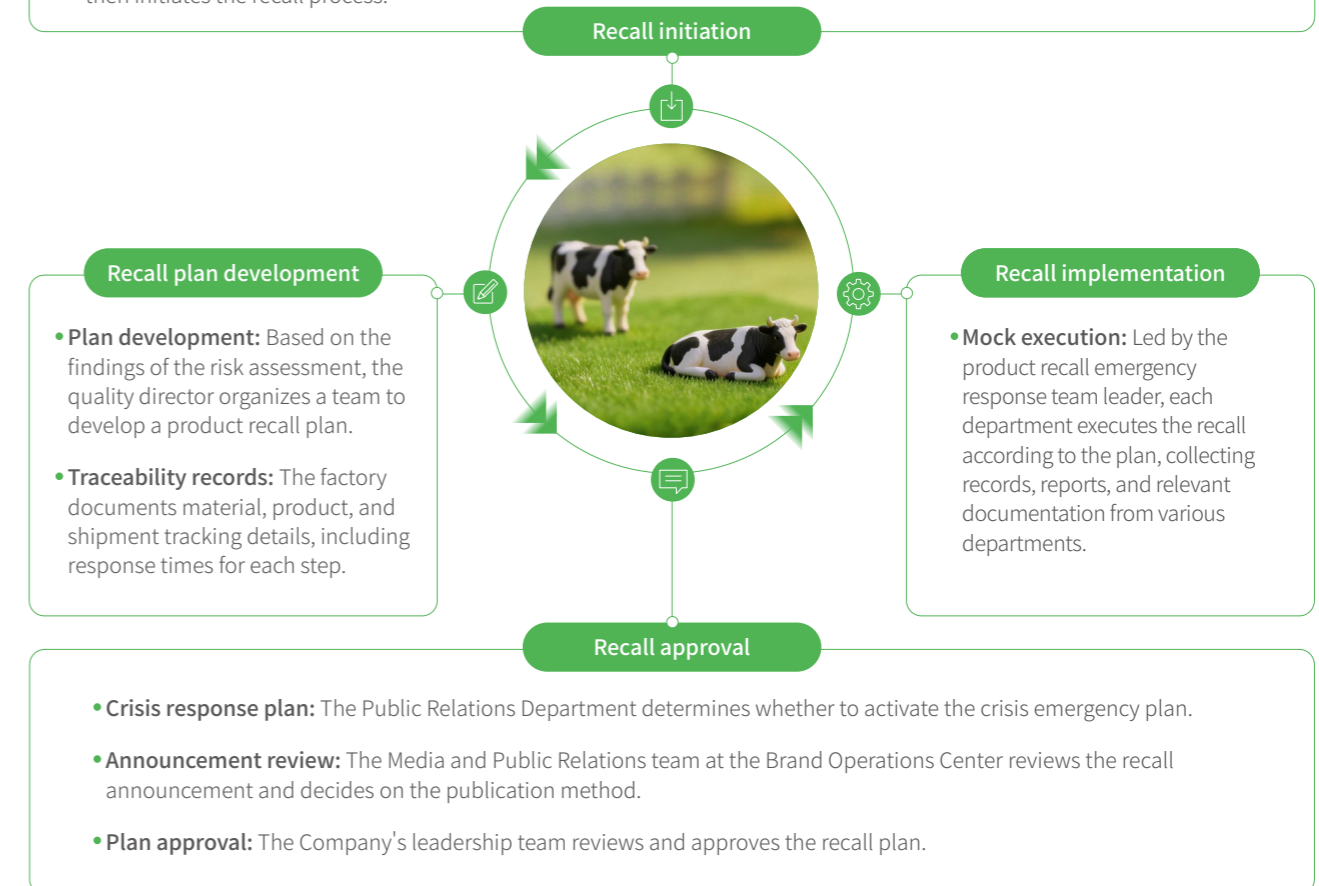 then initiates the recall process.
Recall initiation
Recall plan development
• Plan development: Based on the
findings of the risk assessment, the
quality director organizes a team to
develop a product recall plan.
• Traceability records: The factory
documents material, product, and
shipment tracking details, including
response times for each step.
Recall implementation
• Mock execution: Led by the
product recall emergency
response team leader, each
department executes the recall
according to the plan, collecting
records, reports, and relevant
documentation from various
departments.
Recall approval
• Crisis response plan: The Public Relations Department determines whether to activate the crisis emergency plan.
• Announcement review: The Media and Public Relations team at the Brand Operations Center reviews the recall
announcement and decides on the publication method.
• Plan approval: The Company's leadership team reviews and approves the recall plan.